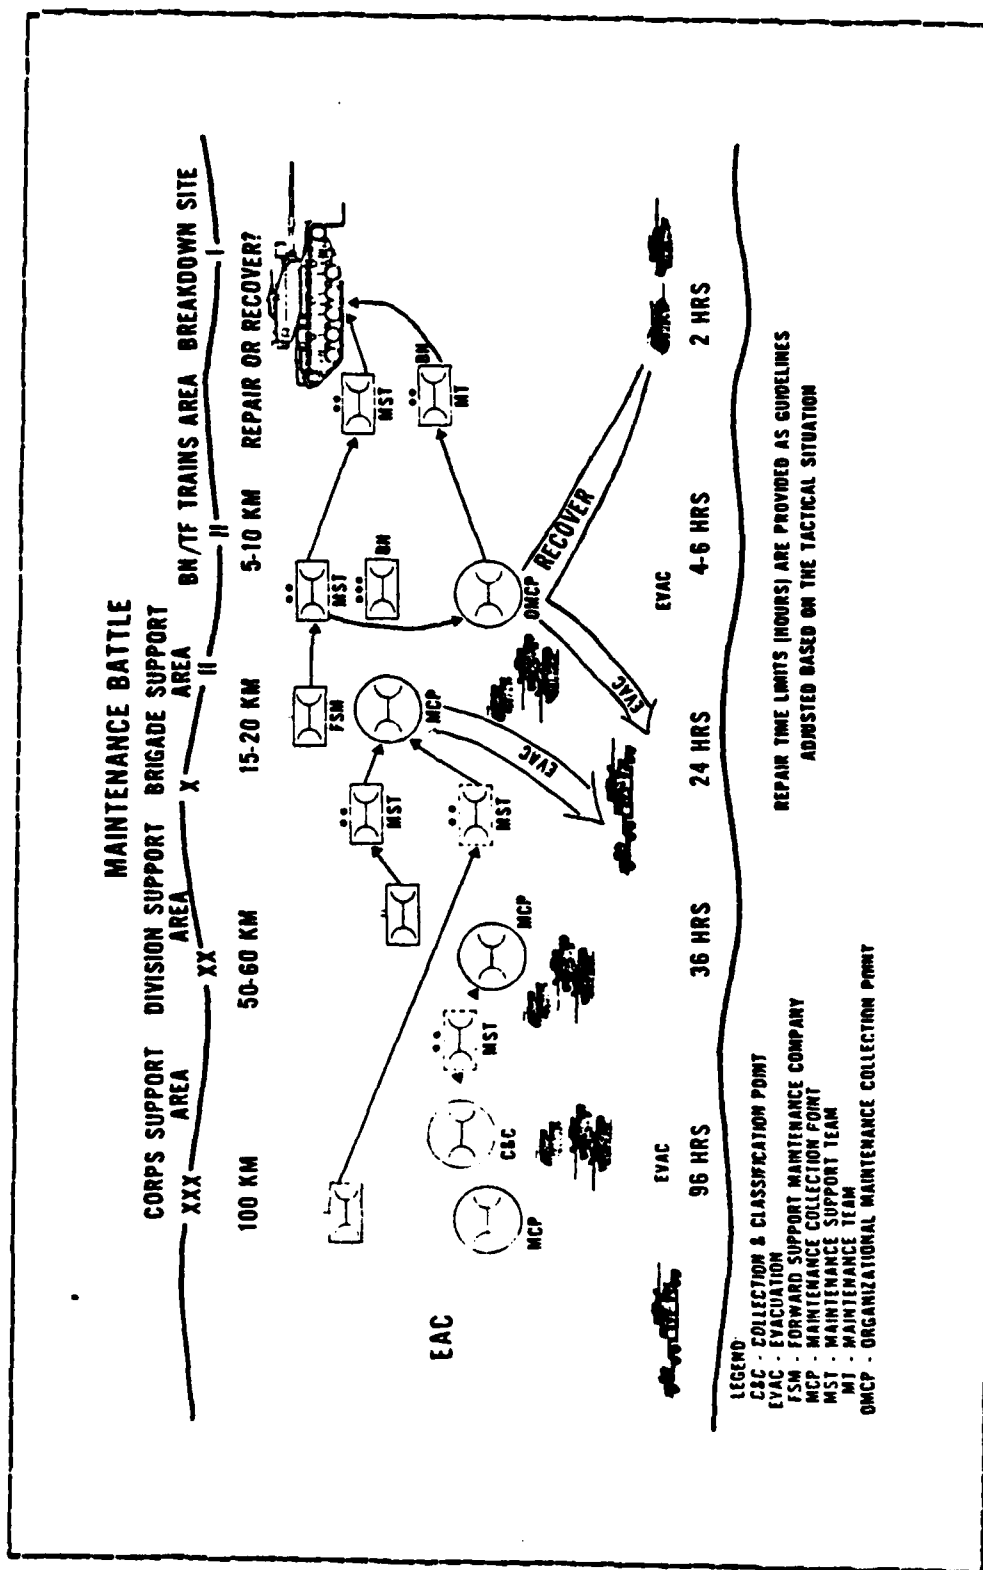 MAINTENANCE BATTLE
CORPS SUPPORT
AREA
DIVISION SUPPORT
AREA
BRIGADE SUPPORT
AREA
BN/TF TRAINS AREA
BREAKDOWN SITE
XXX
XX
X
II
II
I
100 KM
50-60 KM
15-20 KM
5-10 KM
REPAIR OR RECOVER?
FSM
MST
BN
MST
BN
MT
MST
MCP
MST
OMCP
RECOVER
EVAC
EVAC
MCP
MST
C&C
MCP
EAC
EVAC
EVAC
96 HRS
36 HRS
24 HRS
4-6 HRS
2 HRS
REPAIR TIME LIMITS (HOURS) ARE PROVIDED AS GUIDELINES
ADJUSTED BASED ON THE TACTICAL SITUATION
LEGEND
C&C - COLLECTION & CLASSIFICATION POINT
EVAC - EVACUATION
FSM - FORWARD SUPPORT MAINTENANCE COMPANY
MCP - MAINTENANCE COLLECTION POINT
MST - MAINTENANCE SUPPORT TEAM
MT - MAINTENANCE TEAM
OMCP - ORGANIZATIONAL MAINTENANCE COLLECTION POINT